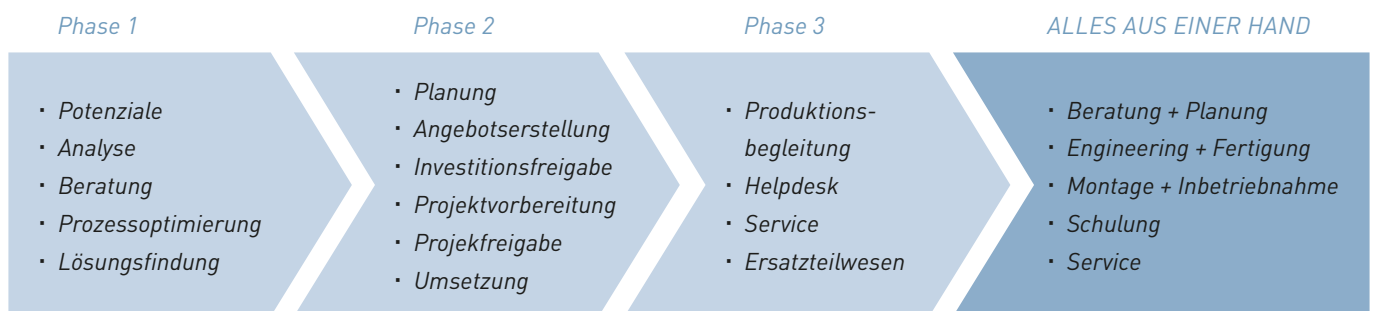 Phase 1
· Potenziale
· Analyse
· Beratung
· Prozessoptimierung
· Lösungsfindung
Phase 2
· Planung
· Angebotserstellung
· Investitionsfreigabe
· Projektvorbereitung
· Projekfreigabe
· Umsetzung
Phase 3
· Produktions-
begleitung
· Helpdesk
· Service
· Ersatzteilwesen
ALLES AUS EINER HAND
· Beratung + Planung
· Engineering + Fertigung
· Montage + Inbetriebnahme
· Schulung
· Service